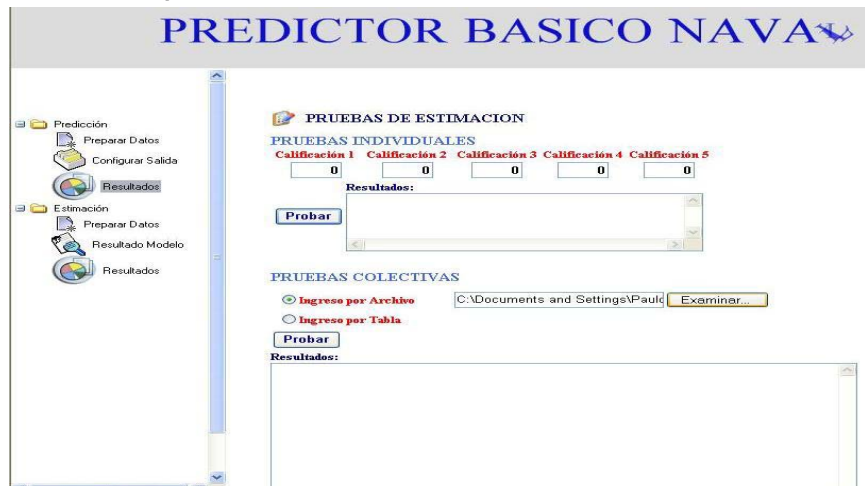 PREDICTOR BASICO NAVA
Predicción
Preparar Datos
Configurar Salida
Resultados
Estimación
Preparar Datos
Resultado Modelo
Resultados
PRUEBAS DE ESTIMACION
PRUEBAS INDIVIDUALES
Calificación 1 Calificación 2 Calificación 3 Calificación 4 Calificación 5
0 0 0 0 0
Resultados:
Probar
PRUEBAS COLECTIVAS
Ingreso por Archivo C:\Documents and Settings\Paulo Examinar...
Ingreso por Tabla
Probar
Resultados: